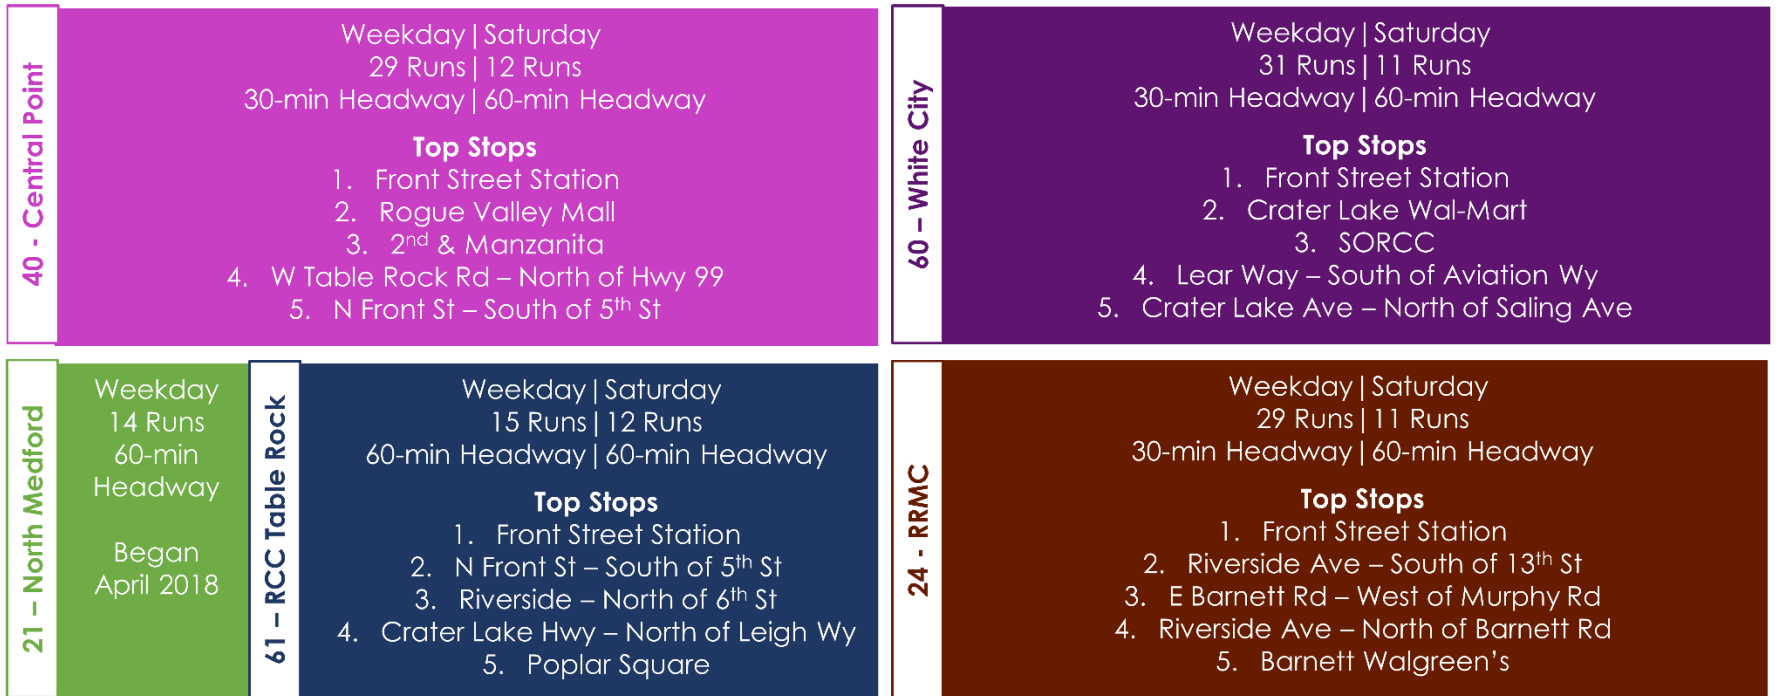 40 - Central Point
Weekday | Saturday
29 Runs | 12 Runs
30-min Headway | 60-min Headway
Top Stops
1. Front Street Station
2. Rogue Valley Mall
3. 2nd & Manzanita
4. W Table Rock Rd – North of Hwy 99
5. N Front St – South of 5th St
60 – White City
Weekday | Saturday
31 Runs | 11 Runs
30-min Headway | 60-min Headway
Top Stops
1. Front Street Station
2. Crater Lake Wal-Mart
3. SORCC
4. Lear Way – South of Aviation Wy
5. Crater Lake Ave – North of Saling Ave
21 – North Medford
Weekday
14 Runs
60-min
Headway
Began
April 2018
61 – RCC Table Rock
Weekday | Saturday
15 Runs | 12 Runs
60-min Headway | 60-min Headway
Top Stops
1. Front Street Station
2. N Front St – South of 5th St
3. Riverside – North of 6th St
4. Crater Lake Hwy – North of Leigh Wy
5. Poplar Square
24 - RRMC
Weekday | Saturday
29 Runs | 11 Runs
30-min Headway | 60-min Headway
Top Stops
1. Front Street Station
2. Riverside Ave – South of 13th St
3. E Barnett Rd – West of Murphy Rd
4. Riverside Ave – North of Barnett Rd
5. Barnett Walgreen's